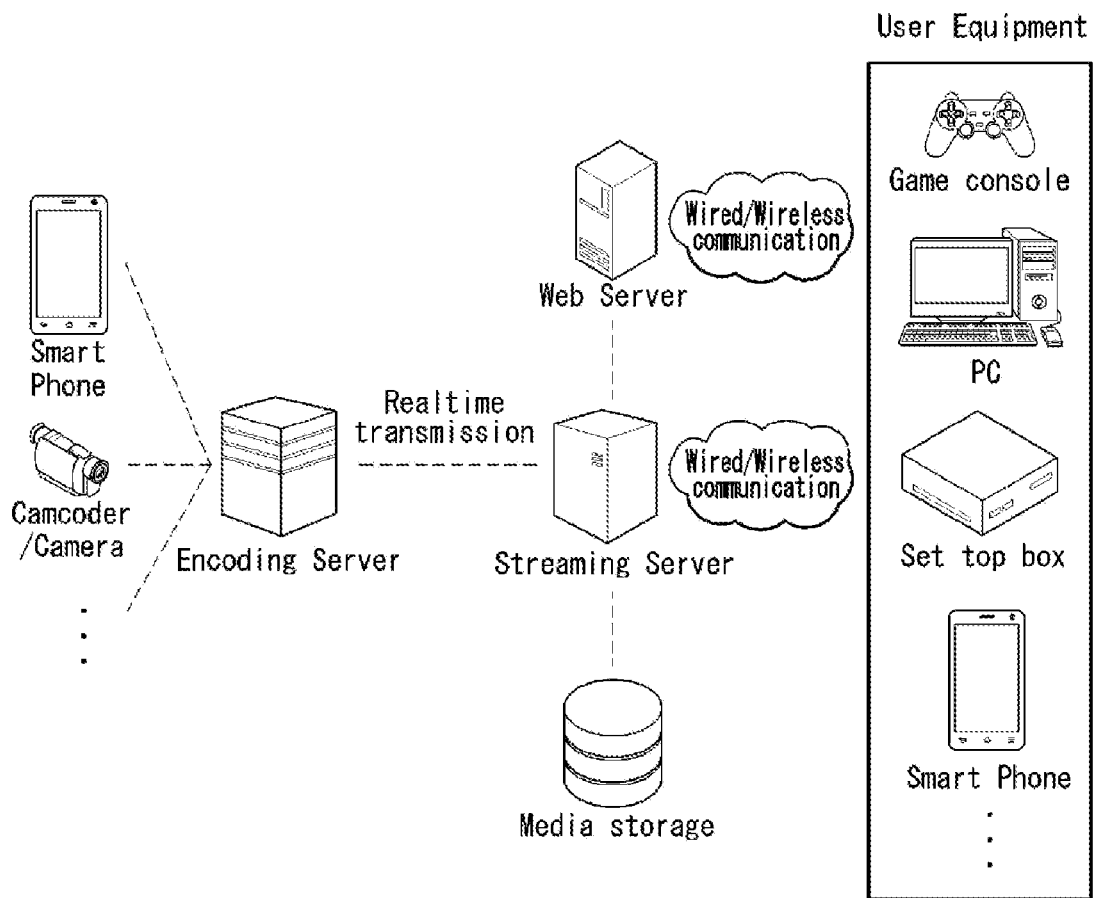 User Equipment
Game console
PC
Set top box
Smart Phone
Wired/Wireless
communication
Web Server
Smart
Phone
Realtime
transmission
Wired/Wireless
communication
Camcoder
/Camera
Encoding Server
Streaming Server
Media storage